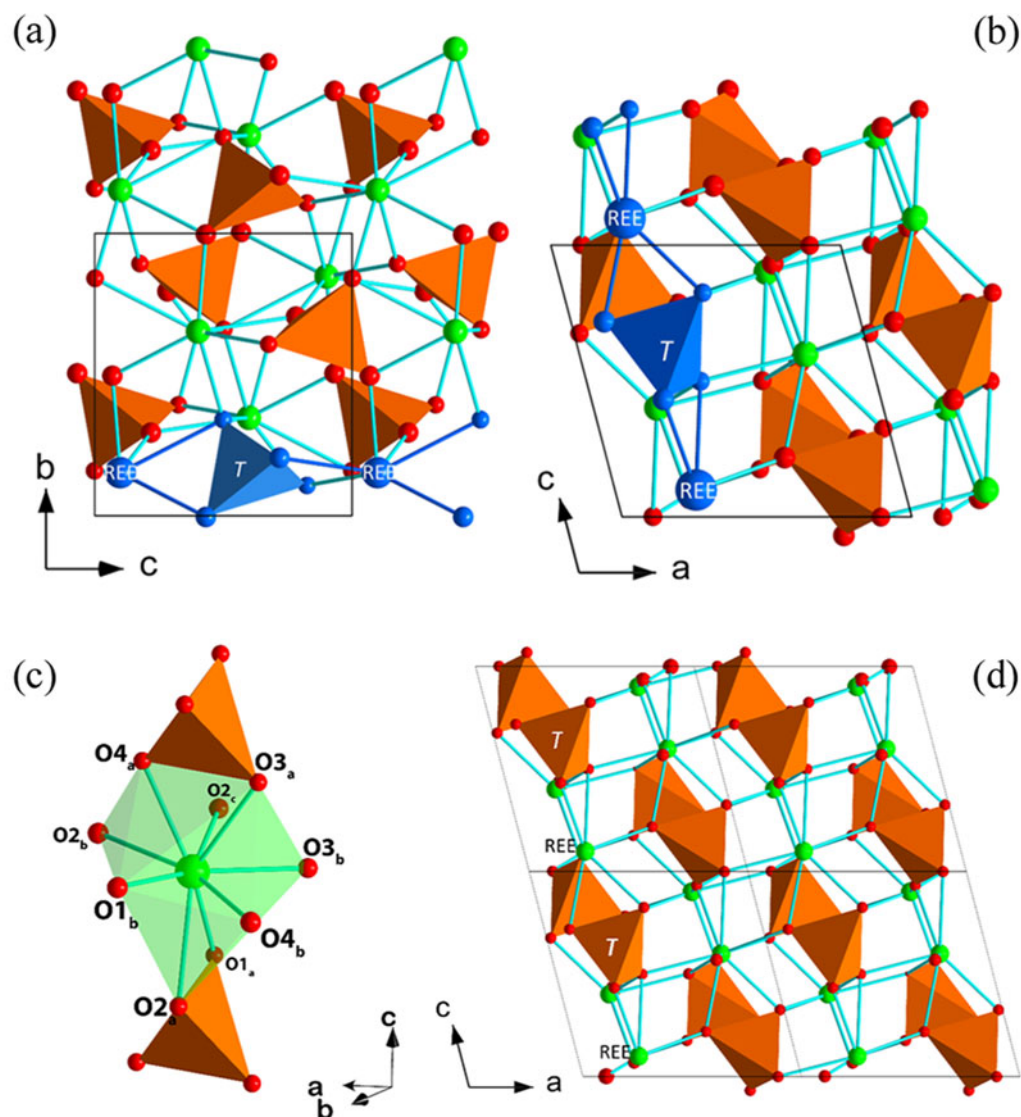 (a)
(b)
REE
T
REE
b
c
REE
T
REE
c
a
(c)
(d)
O4a
O3a
O2c
O2b
O3b
O1b
O4b
O1a
O2a
c
a
b
T
REE
T
REE
c
a